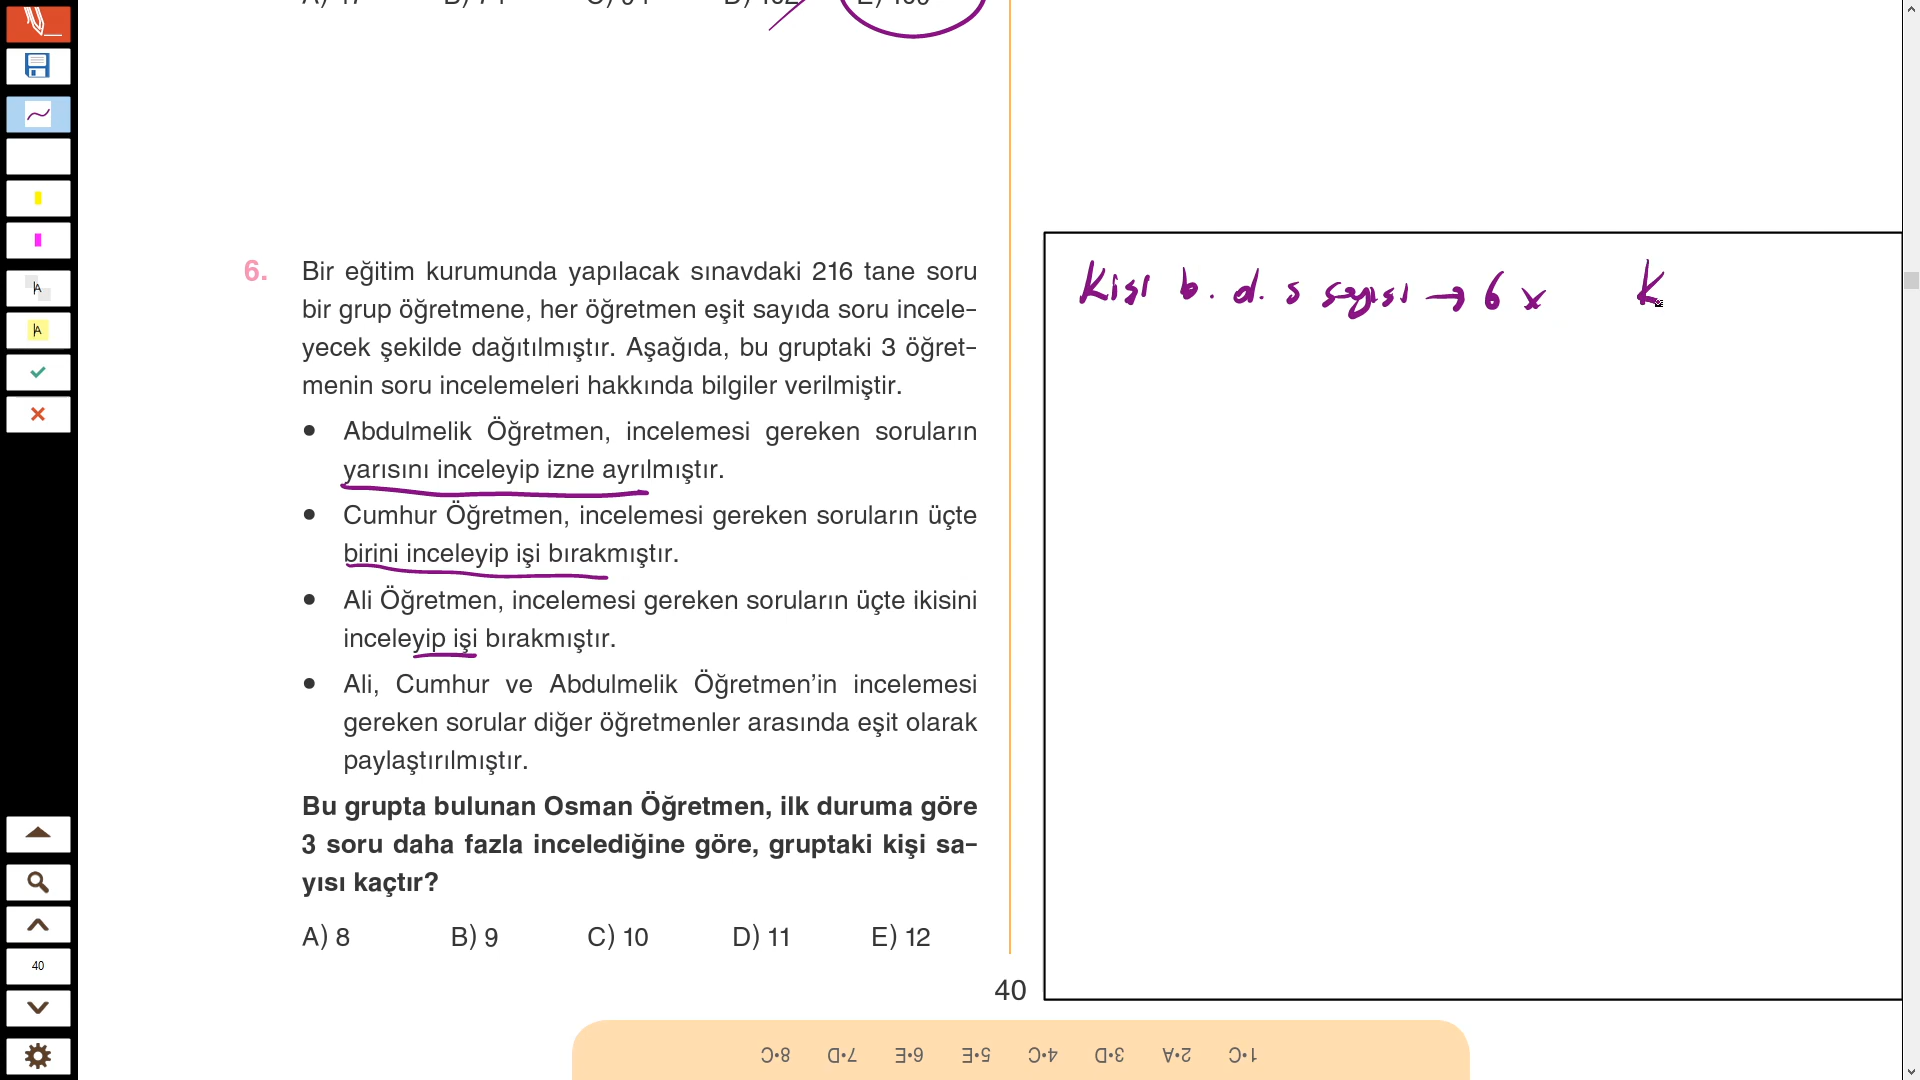 6. Bir eğitim kurumunda yapılacak sınavdaki 216 tane soru
bir grup öğretmene, her öğretmen eşit sayıda soru incele-
yecek şekilde dağıtılmıştır. Aşağıda, bu gruptaki 3 öğret-
menin soru incelemeleri hakkında bilgiler verilmiştir.
• Abdulmelik Öğretmen, incelemesi gereken soruların
yarısını inceleyip izne ayrılmıştır.
• Cumhur Öğretmen, incelemesi gereken soruların üçte
birini inceleyip işi bırakmıştır.
• Ali Öğretmen, incelemesi gereken soruların üçte ikisini
inceleyip işi bırakmıştır.
• Ali, Cumhur ve Abdulmelik Öğretmen'in incelemesi
gereken sorular diğer öğretmenler arasında eşit olarak
paylaştırılmıştır.
Bu grupta bulunan Osman Öğretmen, ilk duruma göre
3 soru daha fazla incelediğine göre, gruptaki kişi sa-
yısı kaçtır?
A) 8 B) 9 C) 10 D) 11 E) 12
Kişi b. d. s sayısı → 6x K
40
1•C 2•A 3•D 4•C 5•E 6•E 7•D 8•C
40